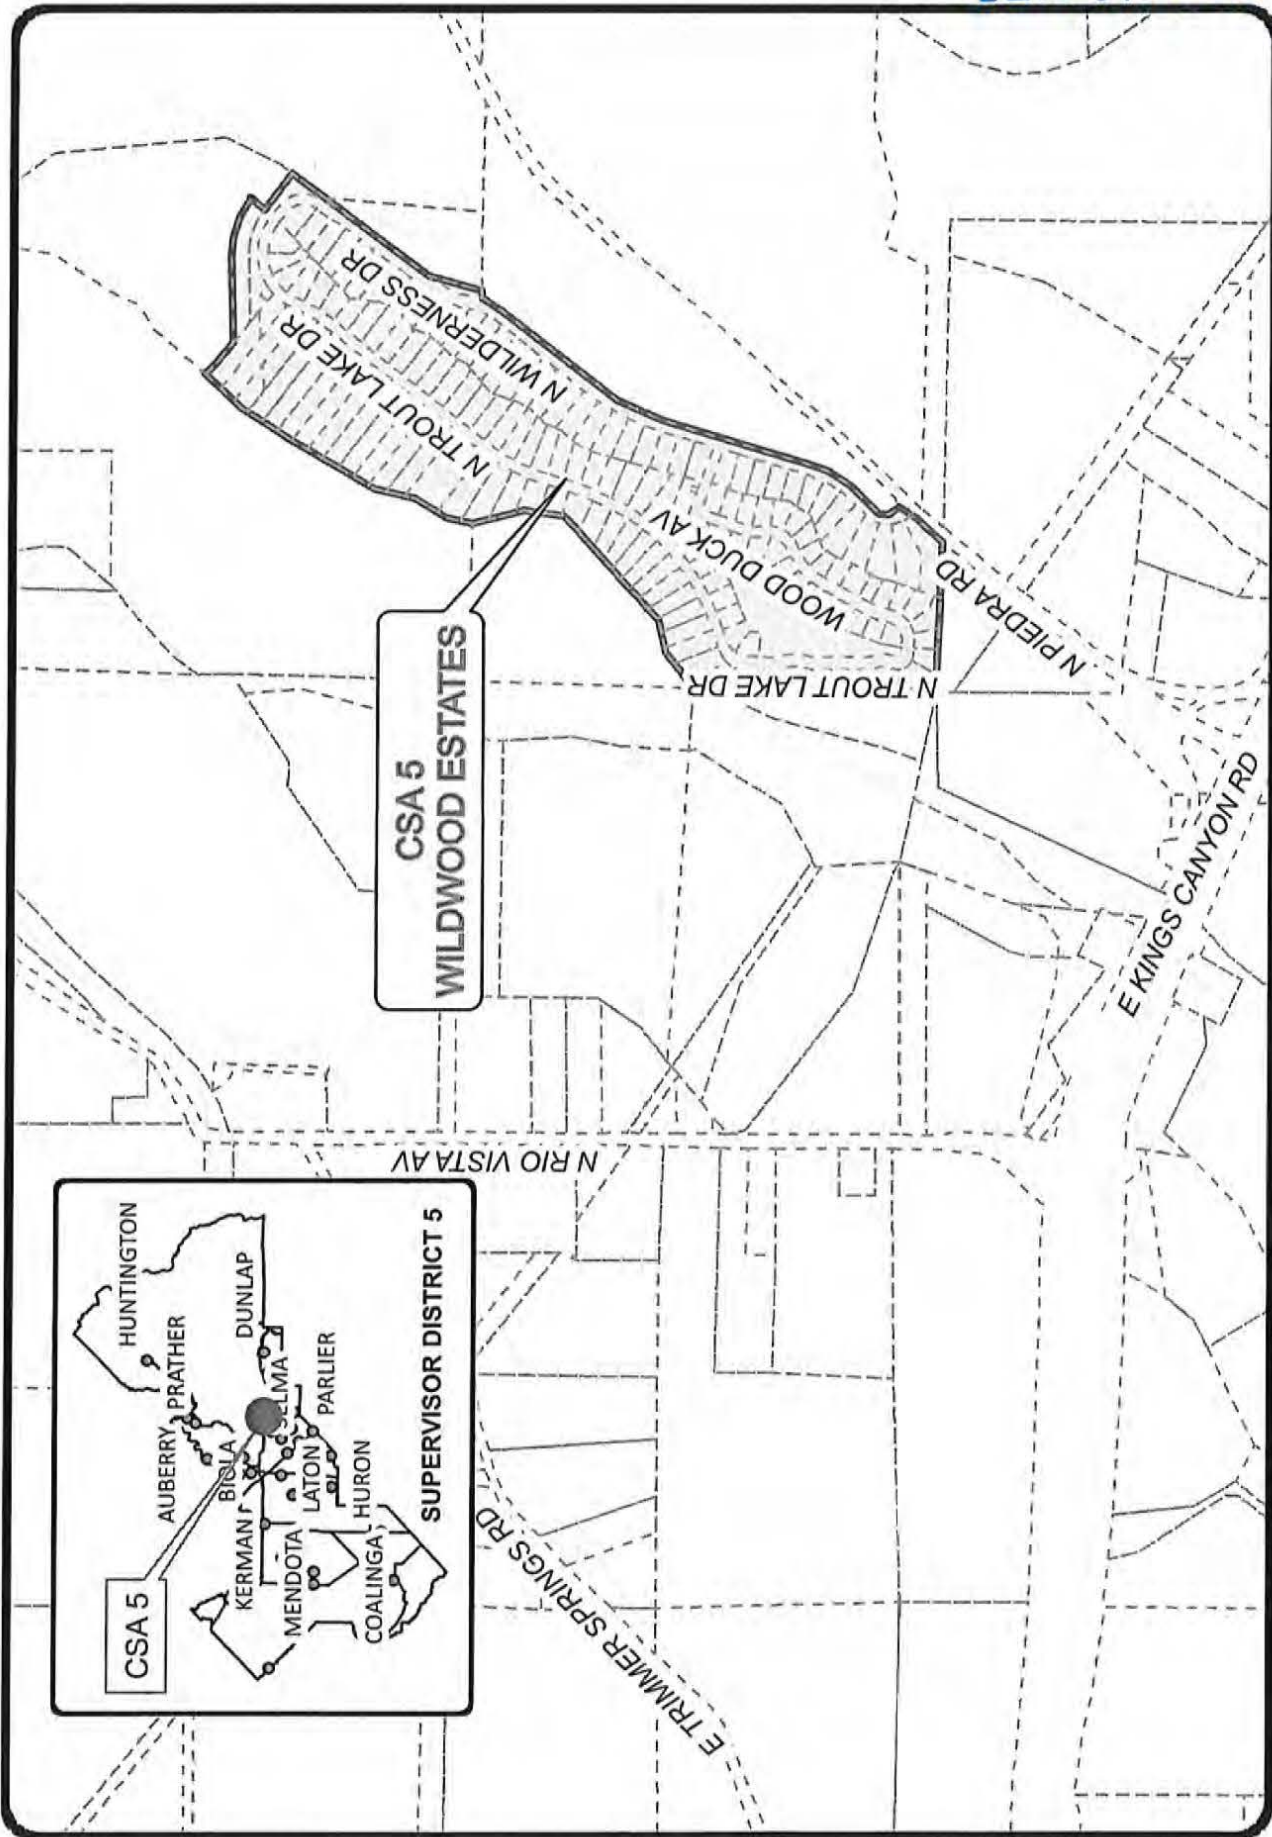 CSA 5
HUNTINGTON
AUBERRY
PRATHER
BIOLA
DUNLAP
KERMAN
SELMA
MENDOTA
LATON
PARLIER
COALINGA
HURON
SUPERVISOR DISTRICT 5
CSA 5
WILDWOOD ESTATES
N TROUT LAKE DR
N WILDERNESS DR
WOOD DUCK AV
N TROUT LAKE DR
N PIEDRA RD
N RIO VISTA AV
E TRIMMER SPRINGS RD
E KINGS CANYON RD